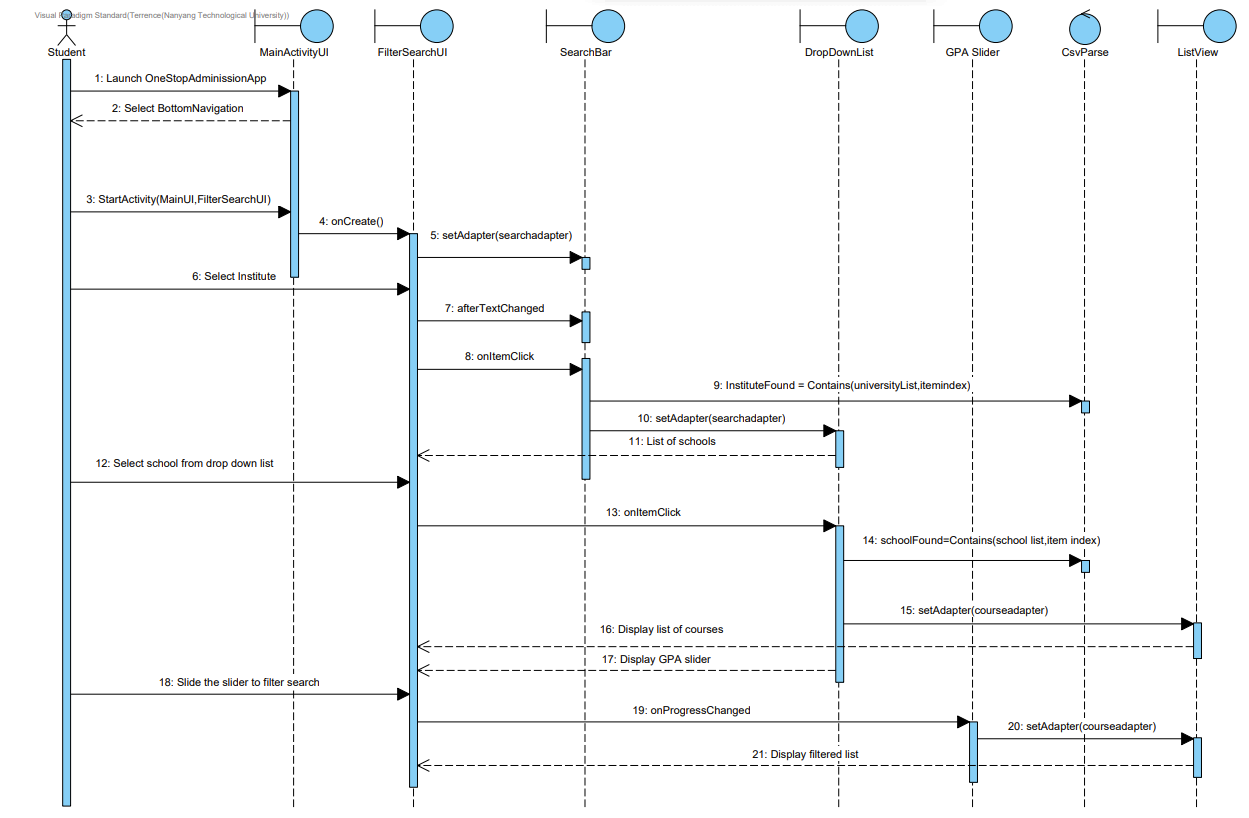 Visual Paradigm Standard(Terrence(Nanyang Technological University))
Student
MainActivityUI
FilterSearchUI
SearchBar
DropDownList
GPA Slider
CsvParse
ListView
1: Launch OneStopAdminissionApp
2: Select BottomNavigation
3: StartActivity(MainUI,FilterSearchUI)
4: onCreate()
5: setAdapter(searchadapter)
6: Select Institute
7: afterTextChanged
8: onItemClick
9: InstituteFound = Contains(universityList,itemindex)
10: setAdapter(searchadapter)
11: List of schools
12: Select school from drop down list
13: onItemClick
14: schoolFound=Contains(school list,item index)
15: setAdapter(courseadapter)
16: Display list of courses
17: Display GPA slider
18: Slide the slider to filter search
19: onProgressChanged
20: setAdapter(courseadapter)
21: Display filtered list